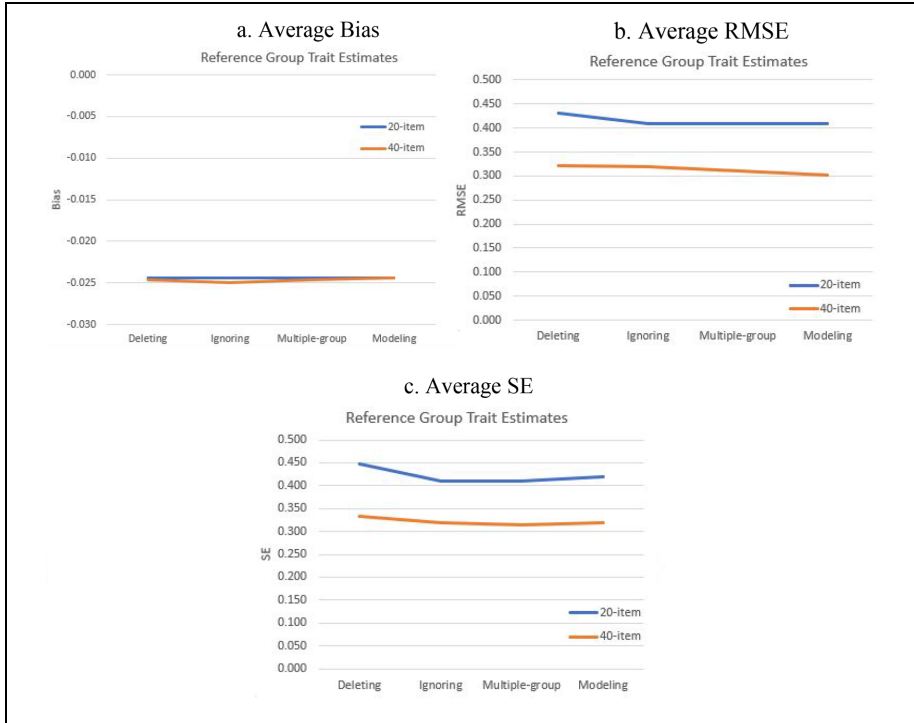 a. Average Bias
Reference Group Trait Estimates
0.000
-0.005
-0.010
-0.015
-0.020
-0.025
-0.030
Bias
20-item
40-item
Deleting Ignoring Multiple-group Modeling
b. Average RMSE
Reference Group Trait Estimates
0.500
0.450
0.400
0.350
0.300
0.250
0.200
0.150
0.100
0.050
0.000
RMSE
20-item
40-item
Deleting Ignoring Multiple-group Modeling
c. Average SE
Reference Group Trait Estimates
0.500
0.450
0.400
0.350
0.300
0.250
0.200
0.150
0.100
0.050
0.000
SE
20-item
40-item
Deleting Ignoring Multiple-group Modeling